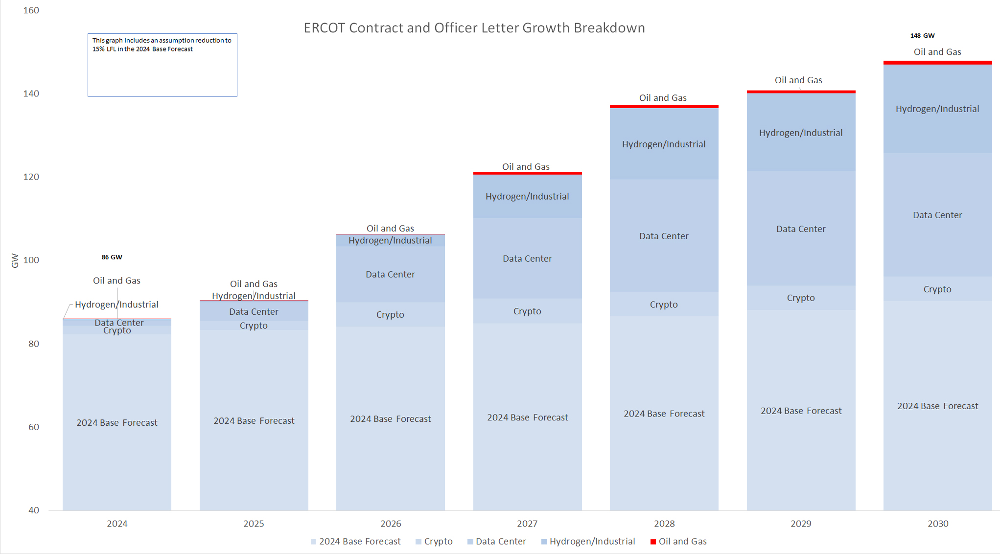 ERCOT Contract and Officer Letter Growth Breakdown
This graph includes an assumption reduction to
15% LFL in the 2024 Base Forecast
GW
160
140
120
100
80
60
40
86 GW
Oil and Gas
Hydrogen/Industrial
Data Center
Crypto
2024 Base Forecast
Oil and Gas
Hydrogen/Industrial
Data Center
Crypto
2024 Base Forecast
Oil and Gas
Hydrogen/Industrial
Data Center
Crypto
2024 Base Forecast
Oil and Gas
Hydrogen/Industrial
Data Center
Crypto
2024 Base Forecast
Oil and Gas
Hydrogen/Industrial
Data Center
Crypto
2024 Base Forecast
Oil and Gas
Hydrogen/Industrial
Data Center
Crypto
2024 Base Forecast
148 GW
Oil and Gas
Hydrogen/Industrial
Data Center
Crypto
2024 Base Forecast
2024 2025 2026 2027 2028 2029 2030
2024 Base Forecast Crypto Data Center Hydrogen/Industrial Oil and Gas